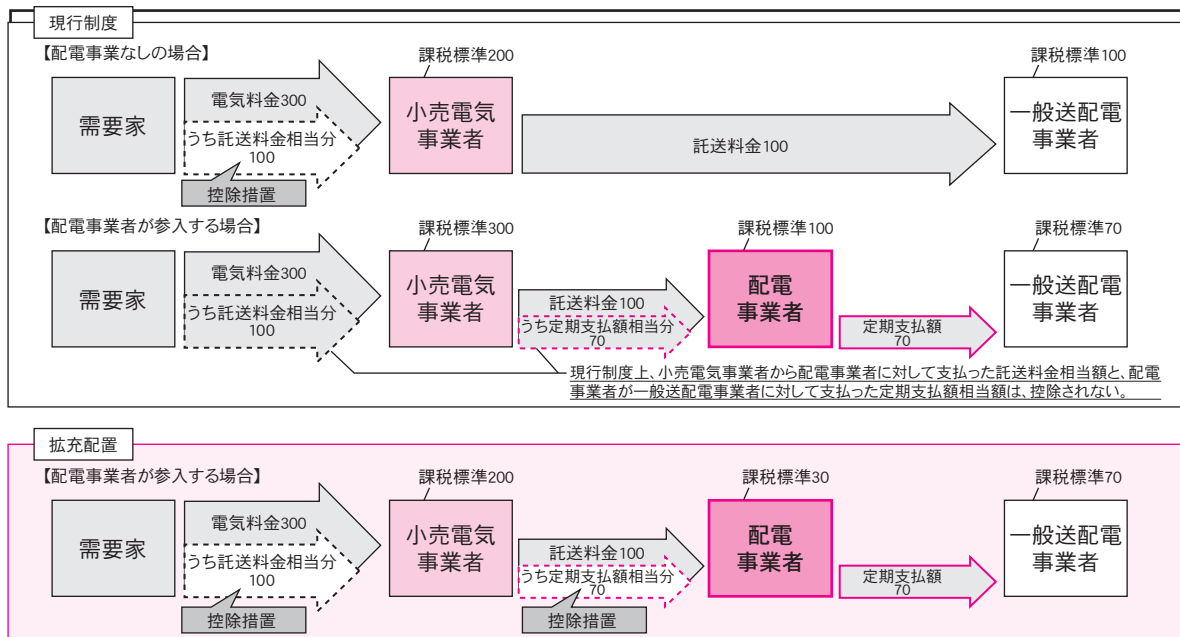 現行制度
【配電事業なしの場合】
課税標準200
課税標準100
需要家
電気料金300
うち託送料金相当分
100
控除措置
小売電気
事業者
託送料金100
一般送配電
事業者
【配電事業者が参入する場合】
課税標準300
課税標準100
課税標準70
需要家
電気料金300
うち託送料金相当分
100
小売電気
事業者
託送料金100
うち定期支払額相当分
70
配電
事業者
定期支払額
70
一般送配電
事業者
現行制度上、小売電気事業者から配電事業者に対して支払った託送料金相当額と、配電
事業者が一般送配電事業者に対して支払った定期支払額相当額は、控除されない。
拡充配置
【配電事業者が参入する場合】
課税標準200
課税標準30
課税標準70
需要家
電気料金300
うち託送料金相当分
100
控除措置
小売電気
事業者
託送料金100
うち定期支払額相当分
70
控除措置
配電
事業者
定期支払額
70
一般送配電
事業者